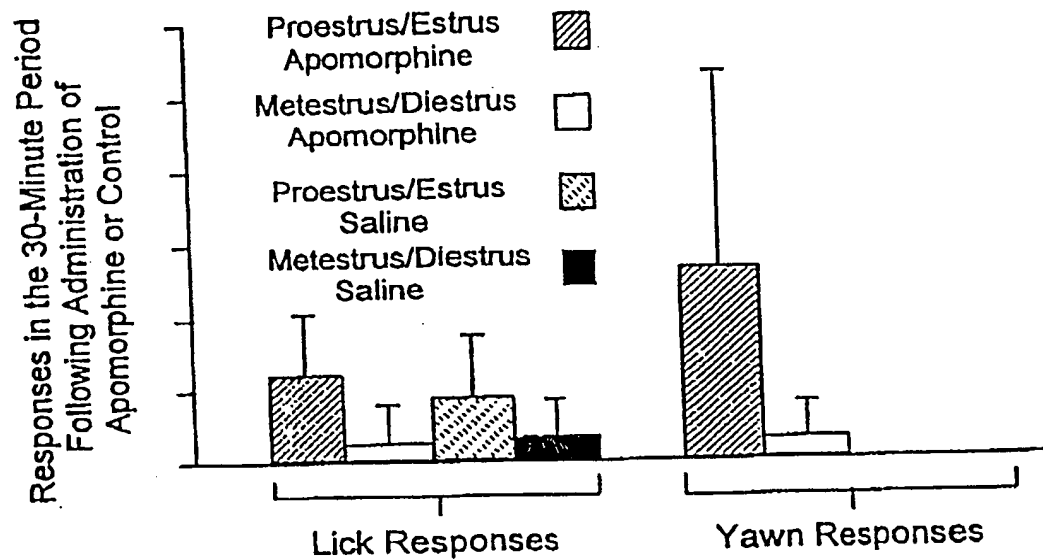 Responses in the 30-Minute Period
Following Administration of
Apomorphine or Control
Proestrus/Estrus
Apomorphine
Metestrus/Diestrus
Apomorphine
Proestrus/Estrus
Saline
Metestrus/Diestrus
Saline
Lick Responses
Yawn Responses